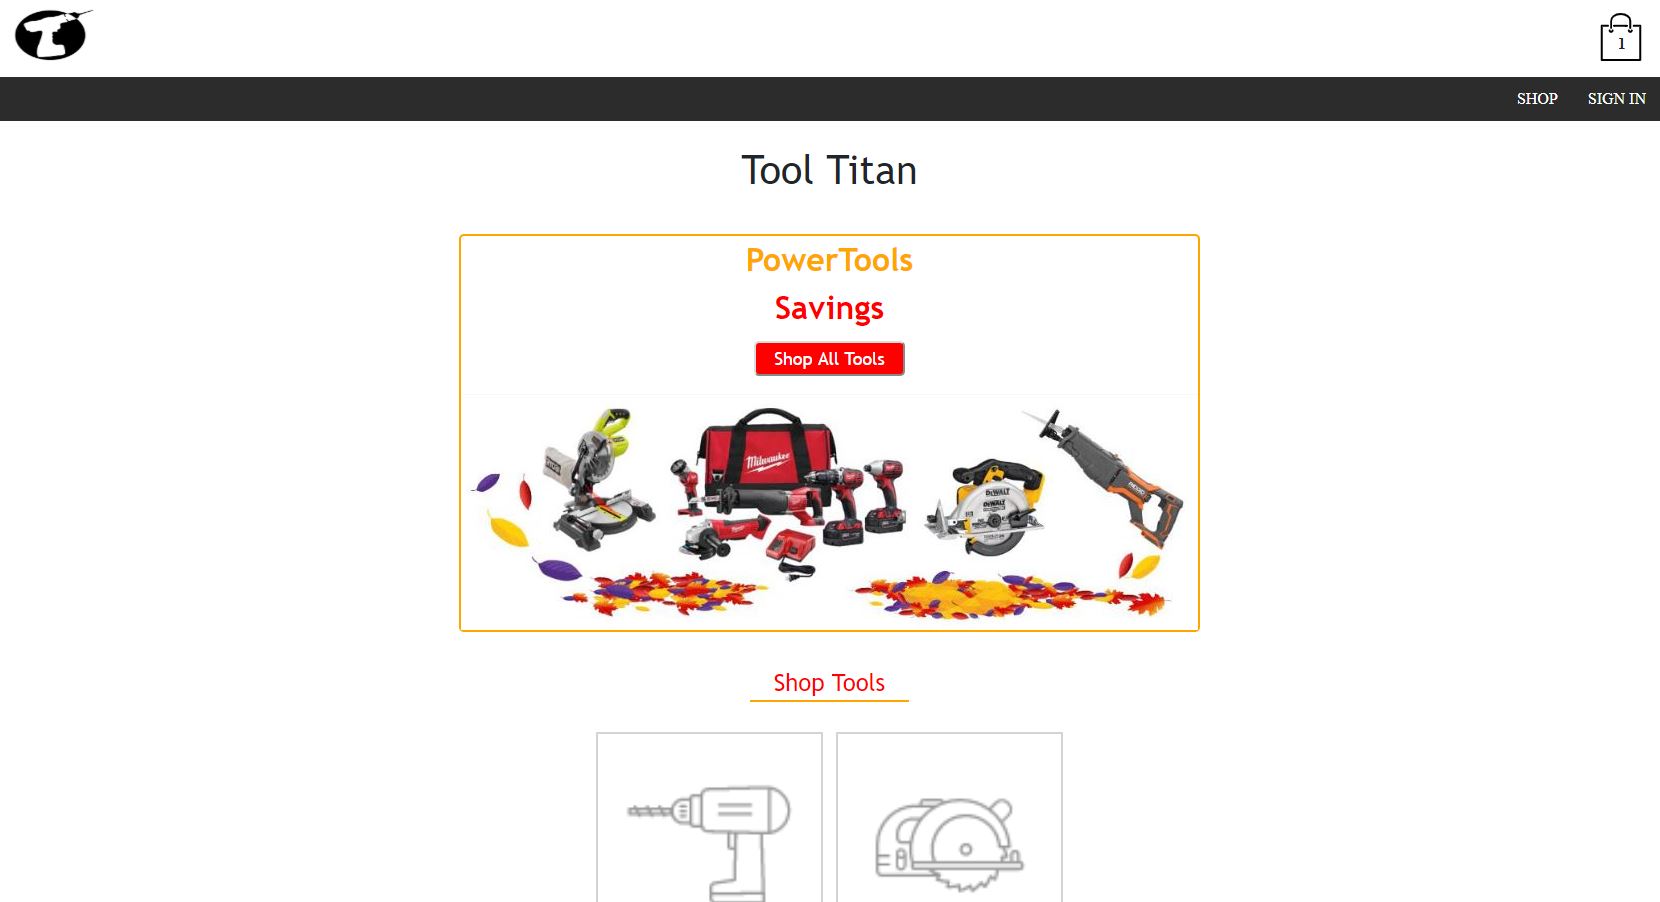 1
SHOP SIGN IN
Tool Titan
PowerTools
Savings
Shop All Tools
Milwaukee
RYOBI
DEWALT
DEWALT
RIDGID
Shop Tools